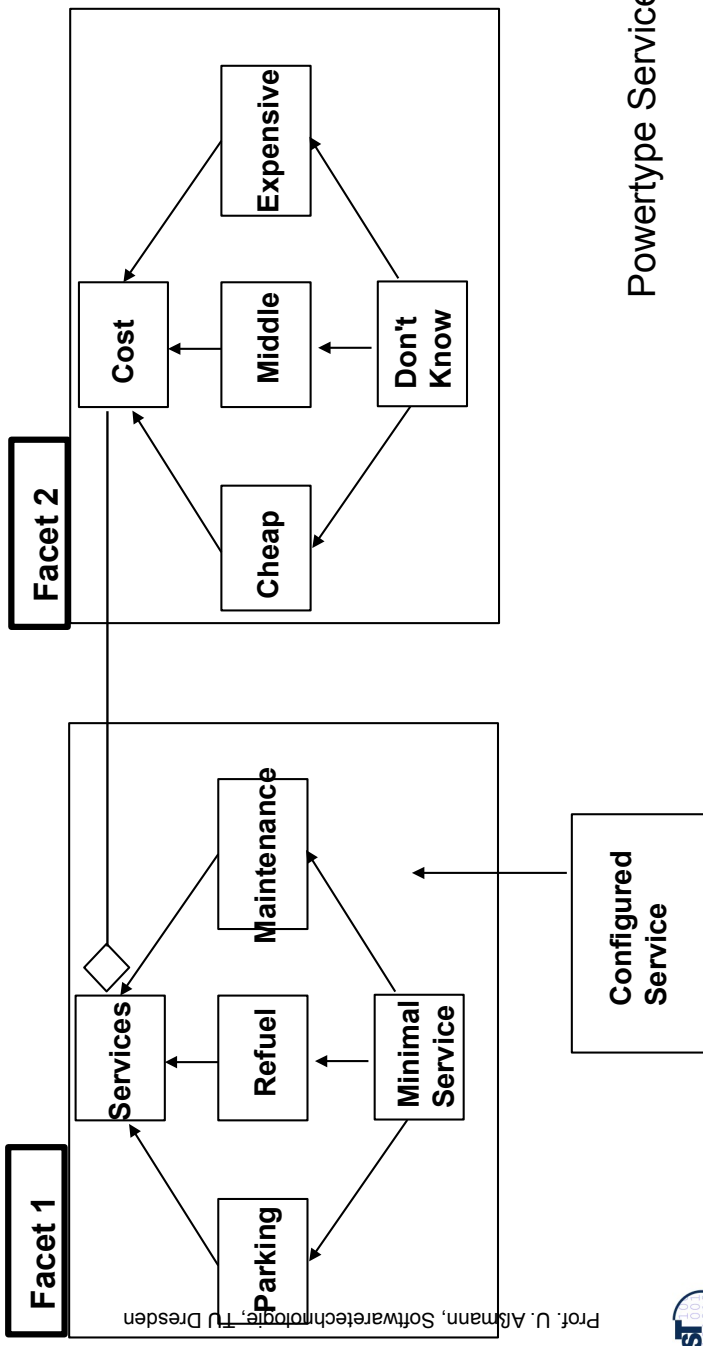 Facet 1
Facet 2
Services
Parking
Refuel
Maintenance
Minimal
Service
Cost
Cheap
Middle
Expensive
Don't
Know
Configured
Service
Prof. U. Aßmann, Softwaretechnologie, TU Dresden
Powertype